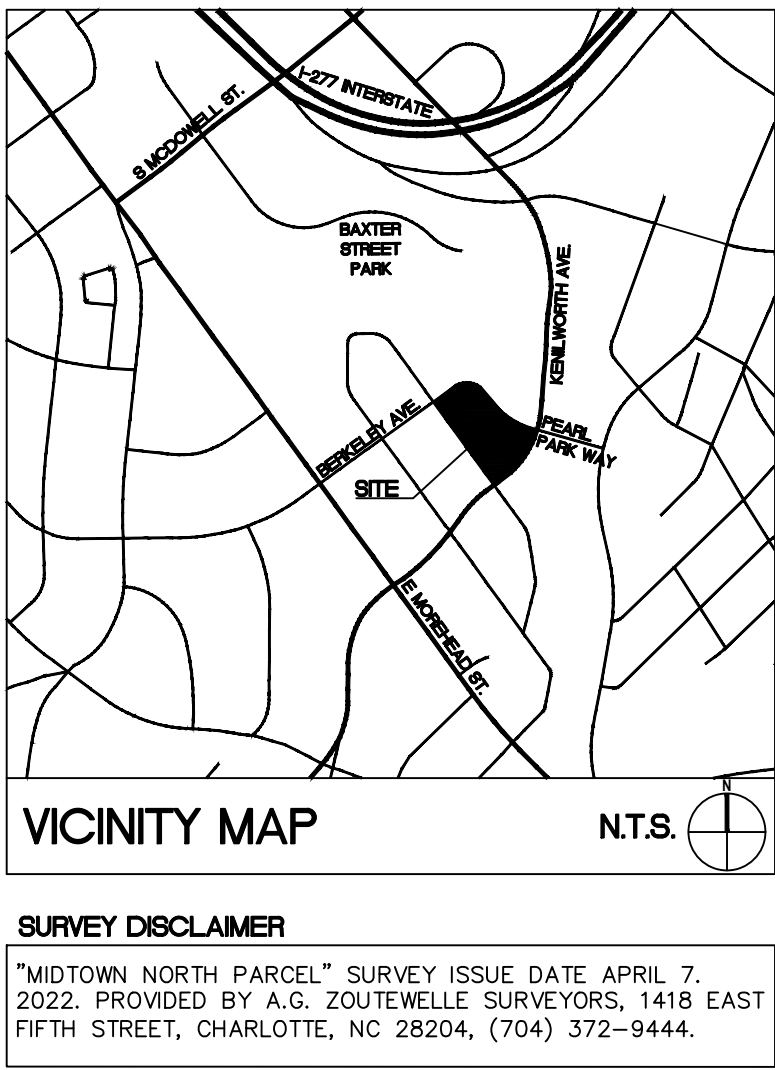 I-277 INTERSTATE
S MCDOWELL ST.
BAXTER
STREET
PARK
KENILWORTH AVE.
BERKELEY AVE.
PEARL
PARK WAY
SITE
E MOREHEAD ST.
VICINITY MAP
N.T.S.
N
SURVEY DISCLAIMER
"MIDTOWN NORTH PARCEL" SURVEY ISSUE DATE APRIL 7.
2022. PROVIDED BY A.G. ZOUTEWELLE SURVEYORS, 1418 EAST
FIFTH STREET, CHARLOTTE, NC 28204, (704) 372-9444.